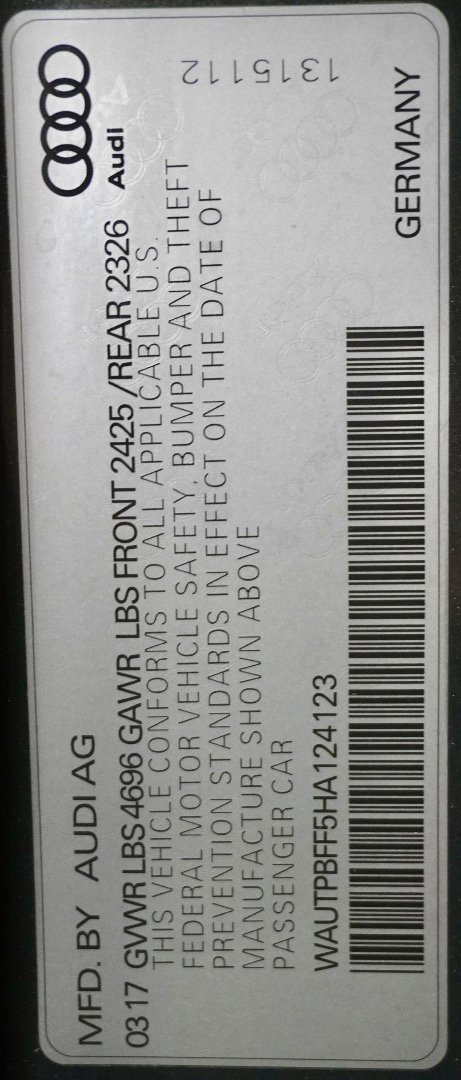 MFD. BY AUDI AG
Audi
03 17 GVWR LBS 4696 GAWR LBS FRONT 2425 /REAR 2326
THIS VEHICLE CONFORMS TO ALL APPLICABLE U.S.
FEDERAL MOTOR VEHICLE SAFETY, BUMPER AND THEFT
PREVENTION STANDARDS IN EFFECT ON THE DATE OF
MANUFACTURE SHOWN ABOVE
PASSENGER CAR
1315112
WAUTPBFF5HA124123
GERMANY